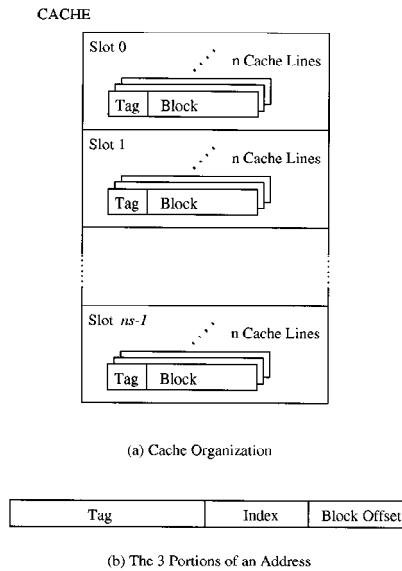 CACHE
Slot 0
n Cache Lines
Tag Block
Slot 1
n Cache Lines
Tag Block
Slot ns-1
n Cache Lines
Tag Block
(a) Cache Organization
Tag Index Block Offset
(b) The 3 Portions of an Address